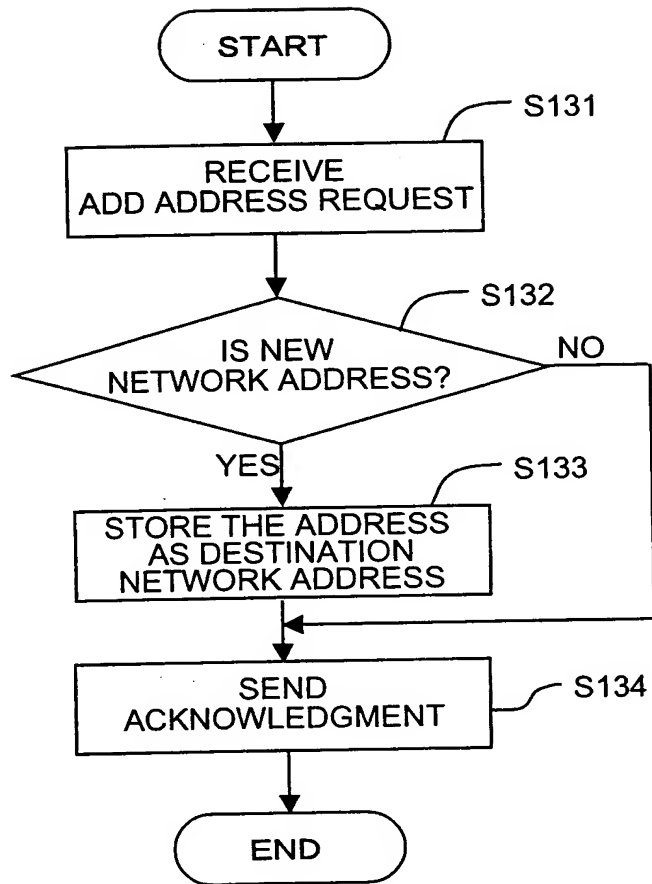 START
S131
RECEIVE
ADD ADDRESS REQUEST
S132
IS NEW
NETWORK ADDRESS?
NO
YES
S133
STORE THE ADDRESS
AS DESTINATION
NETWORK ADDRESS
SEND
ACKNOWLEDGMENT
S134
END